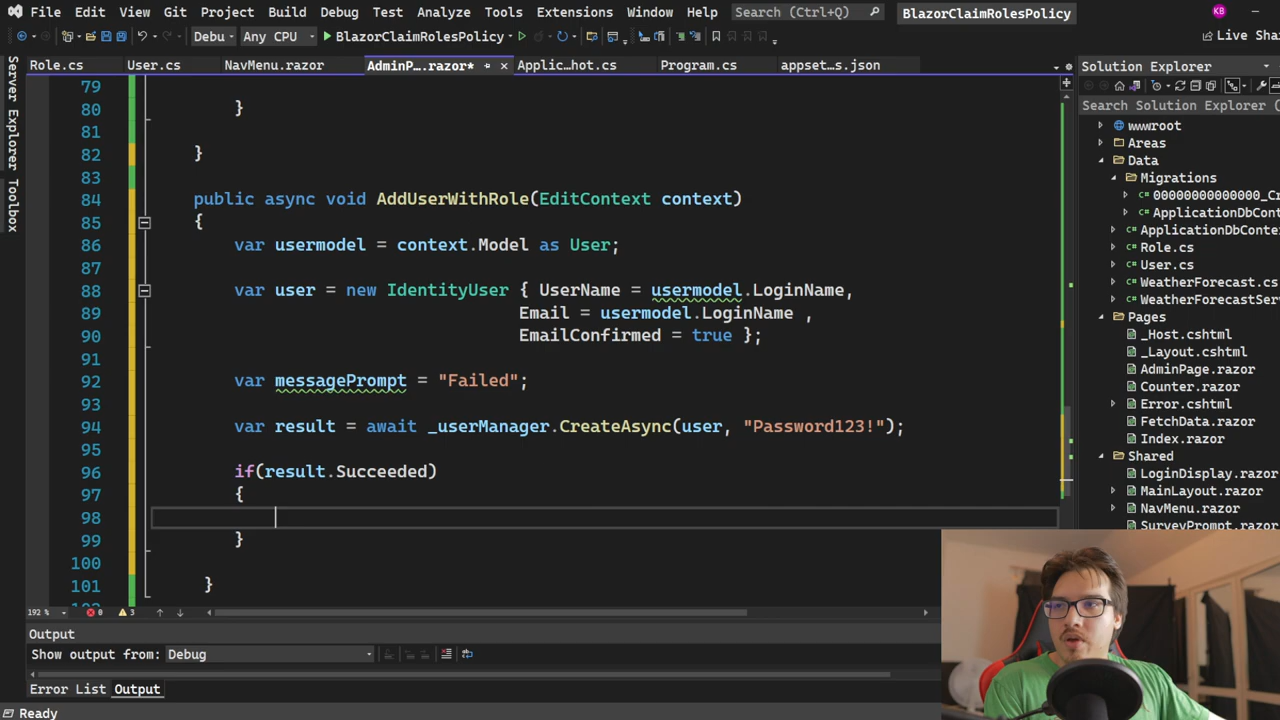 File Edit View Git Project Build Debug Test Analyze Tools Extensions Window Help Search (Ctrl+Q) BlazorClaimRolesPolicy KB
Debu Any CPU BlazorClaimRolesPolicy Live Sha
Role.cs User.cs NavMenu.razor AdminP...razor* Applic...hot.cs Program.cs appset...s.json
Server Explorer Toolbox
79
80 }
81
82 }
83
84 public async void AddUserWithRole(EditContext context)
85 {
86 var usermodel = context.Model as User;
87
88 var user = new IdentityUser { UserName = usermodel.LoginName,
89 Email = usermodel.LoginName ,
90 EmailConfirmed = true };
91
92 var messagePrompt = "Failed";
93
94 var result = await _userManager.CreateAsync(user, "Password123!");
95
96 if(result.Succeeded)
97 {
98
99 }
100
101 }
192 % 0 3
Output
Show output from: Debug
Error List Output
Ready
Solution Explorer
Search Solution Explorer (
wwwroot
Areas
Data
Migrations
00000000000000_Cr
ApplicationDbCont
ApplicationDbConte
Role.cs
User.cs
WeatherForecast.cs
WeatherForecastSer
Pages
_Host.cshtml
_Layout.cshtml
AdminPage.razor
Counter.razor
Error.cshtml
FetchData.razor
Index.razor
Shared
LoginDisplay.razor
MainLayout.razor
NavMenu.razor
SurveyPrompt.razor